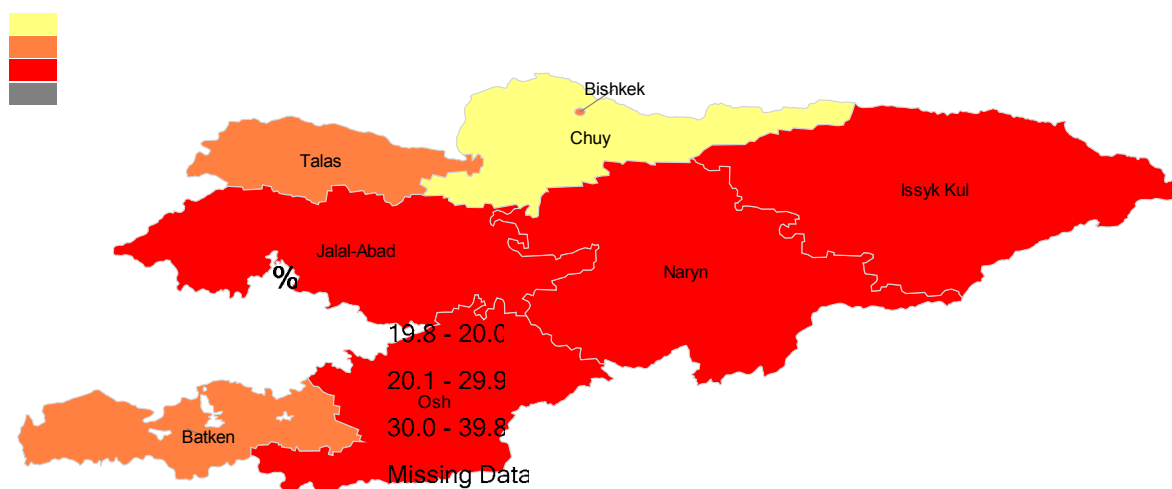 Bishkek
Chuy
Talas
Issyk Kul
Jalal-Abad
Naryn
%
19.8 - 20.0
20.1 - 29.9
Osh
30.0 - 39.8
Batken
Missing Data